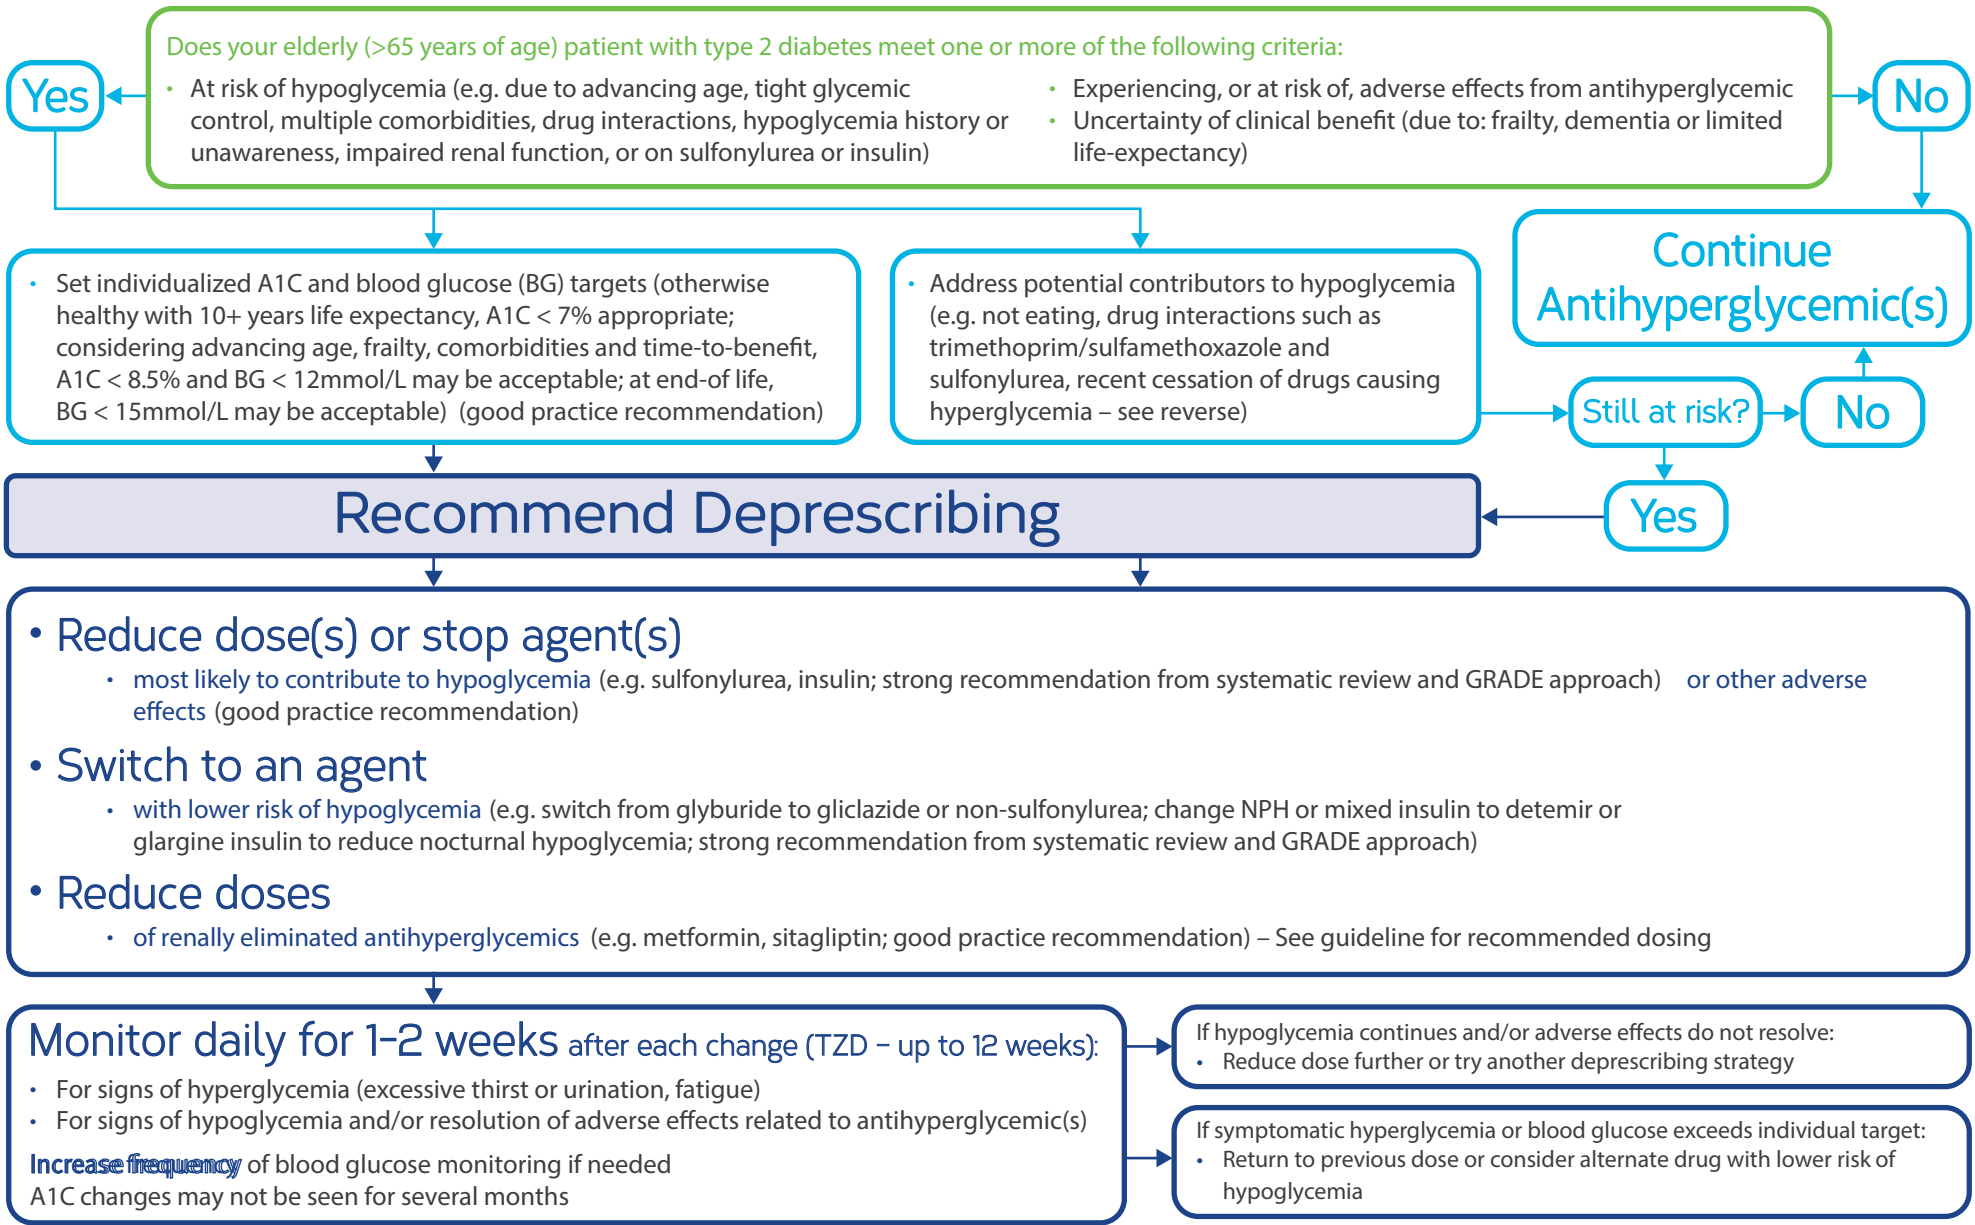 Does your elderly (>65 years of age) patient with type 2 diabetes meet one or more of the following criteria:
Yes
• At risk of hypoglycemia (e.g. due to advancing age, tight glycemic
control, multiple comorbidities, drug interactions, hypoglycemia history or
unawareness, impaired renal function, or on sulfonylurea or insulin)
• Experiencing, or at risk of, adverse effects from antihyperglycemic
• Uncertainty of clinical benefit (due to: frailty, dementia or limited
life-expectancy)
No
• Set individualized A1C and blood glucose (BG) targets (otherwise
healthy with 10+ years life expectancy, A1C < 7% appropriate;
considering advancing age, frailty, comorbidities and time-to-benefit,
A1C < 8.5% and BG < 12mmol/L may be acceptable; at end-of life,
BG < 15mmol/L may be acceptable) (good practice recommendation)
• Address potential contributors to hypoglycemia
(e.g. not eating, drug interactions such as
trimethoprim/sulfamethoxazole and
sulfonylurea, recent cessation of drugs causing
hyperglycemia – see reverse)
Continue
Antihyperglycemic(s)
Still at risk?
No
Yes
Recommend Deprescribing
• Reduce dose(s) or stop agent(s)
• most likely to contribute to hypoglycemia (e.g. sulfonylurea, insulin; strong recommendation from systematic review and GRADE approach) or other adverse
effects (good practice recommendation)
• Switch to an agent
• with lower risk of hypoglycemia (e.g. switch from glyburide to gliclazide or non-sulfonylurea; change NPH or mixed insulin to detemir or
glargine insulin to reduce nocturnal hypoglycemia; strong recommendation from systematic review and GRADE approach)
• Reduce doses
• of renally eliminated antihyperglycemics (e.g. metformin, sitagliptin; good practice recommendation) – See guideline for recommended dosing
Monitor daily for 1-2 weeks after each change (TZD – up to 12 weeks):
• For signs of hyperglycemia (excessive thirst or urination, fatigue)
• For signs of hypoglycemia and/or resolution of adverse effects related to antihyperglycemic(s)
Increase frequency of blood glucose monitoring if needed
A1C changes may not be seen for several months
If hypoglycemia continues and/or adverse effects do not resolve:
• Reduce dose further or try another deprescribing strategy
If symptomatic hyperglycemia or blood glucose exceeds individual target:
• Return to previous dose or consider alternate drug with lower risk of
hypoglycemia